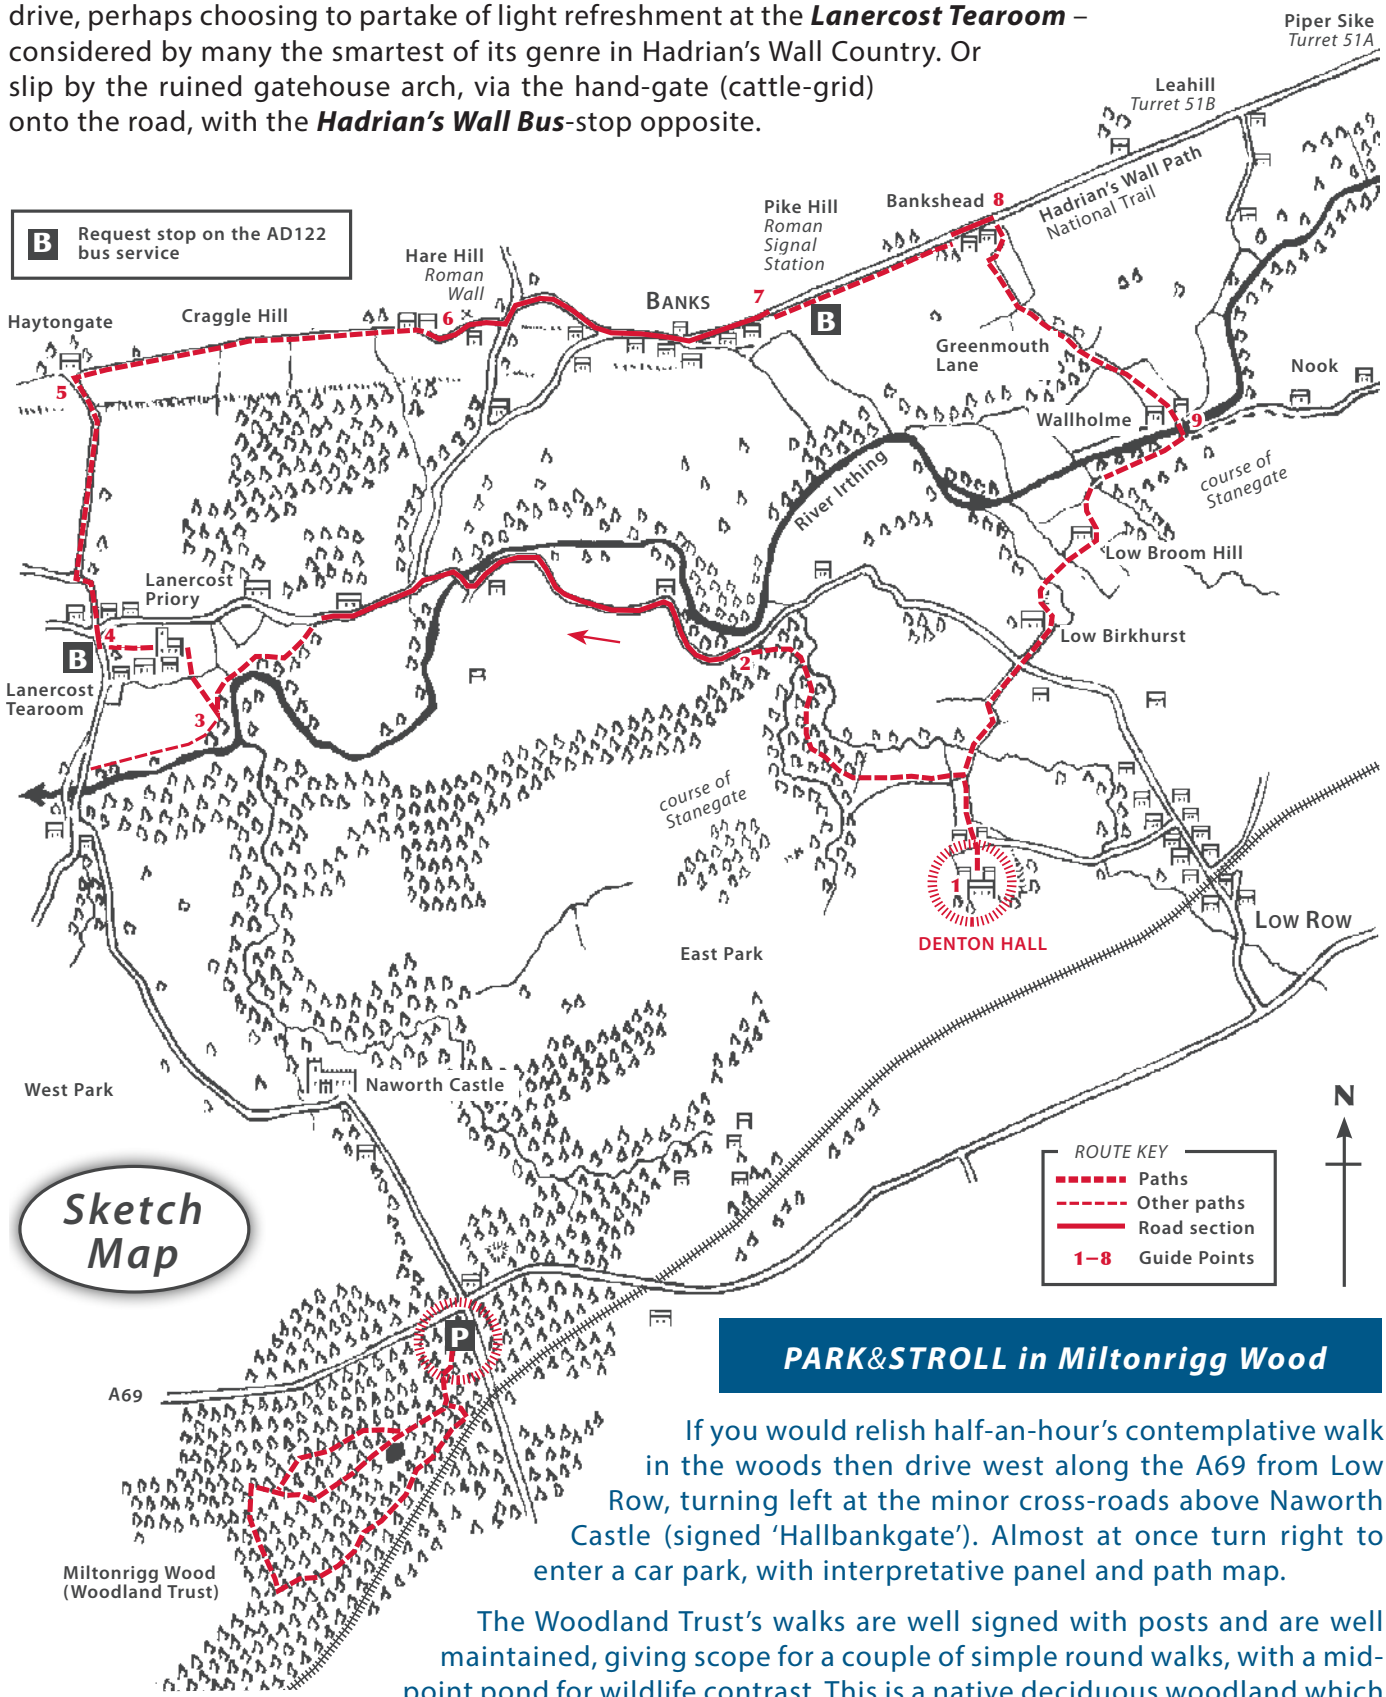 drive, perhaps choosing to partake of light refreshment at the Lanercost Tearoom –
considered by many the smartest of its genre in Hadrian's Wall Country. Or
slip by the ruined gatehouse arch, via the hand-gate (cattle-grid)
onto the road, with the Hadrian's Wall Bus-stop opposite.
Piper Sike
Turret 51A
Leahill
Turret 51B
Hadrian's Wall Path
National Trail
Bankshead 8
Pike Hill
Roman
Signal
Station
B Request stop on the AD122
bus service
Hare Hill
Roman
Wall
BANKS
7
B
6
Haytongate
Craggle Hill
5
Greenmouth
Lane
Nook
Wallholme
9
course of
Stanegate
River Irthing
Low Broom Hill
Lanercost
Priory
4
B
Low Birkhurst
2
Lanercost
Tearoom
3
course of
Stanegate
1
DENTON HALL
LOW ROW
East Park
Naworth Castle
West Park
N
Sketch
Map
ROUTE KEY
Paths
Other paths
Road section
1–8 Guide Points
P
A69
Miltonrigg Wood
(Woodland Trust)
PARK&STROLL in Miltonrigg Wood
If you would relish half-an-hour's contemplative walk
in the woods then drive west along the A69 from Low
Row, turning left at the minor cross-roads above Naworth
Castle (signed 'Hallbankgate'). Almost at once turn right to
enter a car park, with interpretative panel and path map.
The Woodland Trust's walks are well signed with posts and are well
maintained, giving scope for a couple of simple round walks, with a mid-
point pond for wildlife contrast. This is a native deciduous woodland which